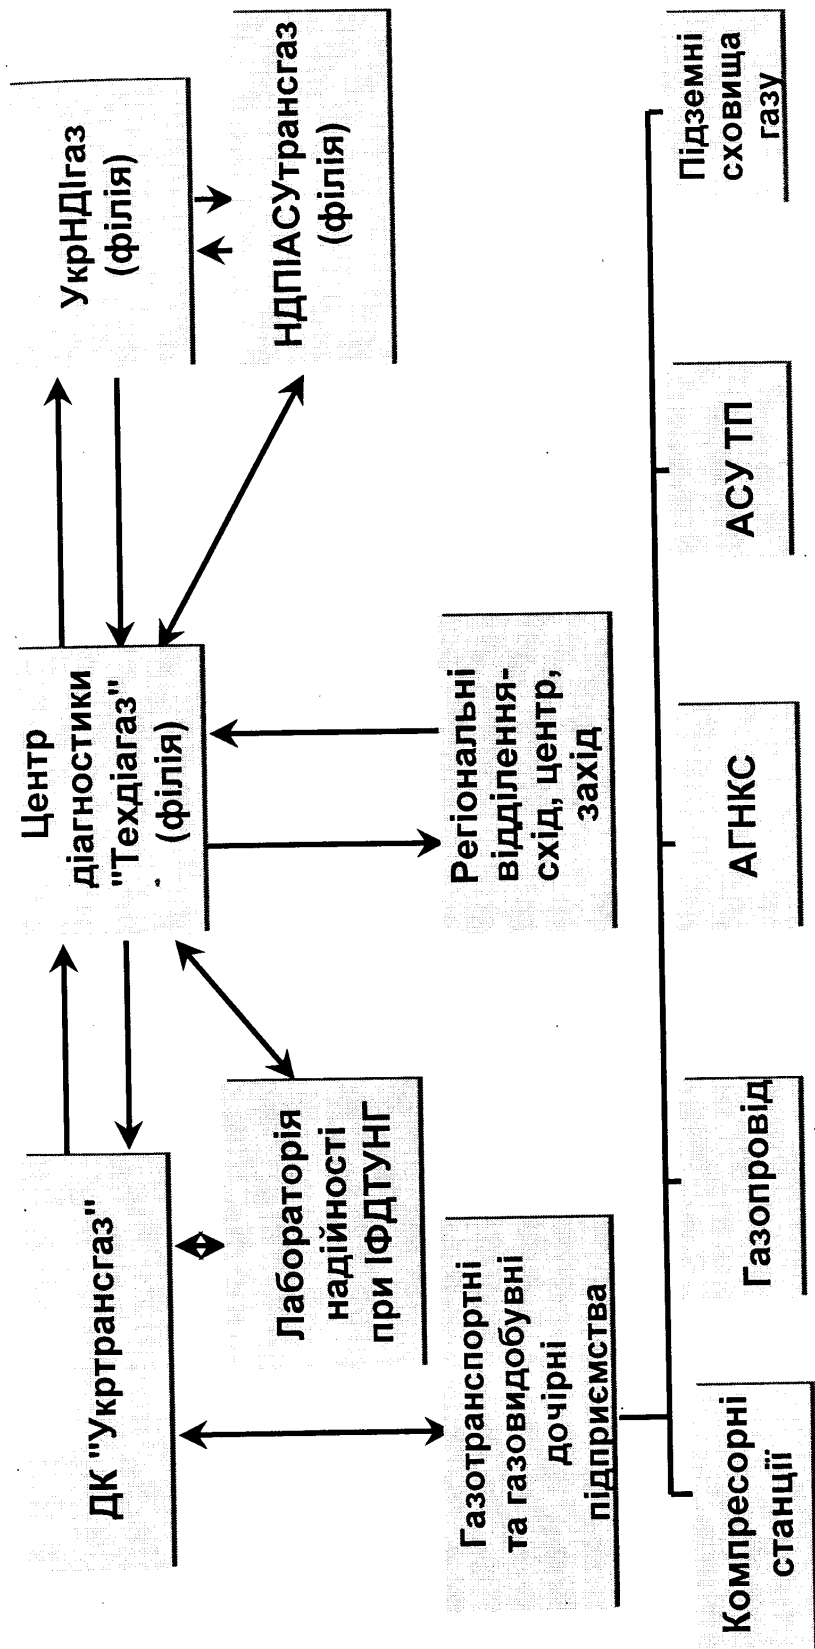 ДК "Укртрансгаз"
Центр
діагностики
"Техдіагаз"
(філія)
УкрНДІгаз
(філія)
Лабораторія
надійності
при ІФДТУНГ
НДПІАСУтрансгаз
(філія)
Газотранспортні
та газовидобувні
дочірні
підприємства
Регіональні
відділення-
схід, центр,
захід
Компресорні
станції
Газопровід
АГНКС
АСУ ТП
Підземні
сховища
газу